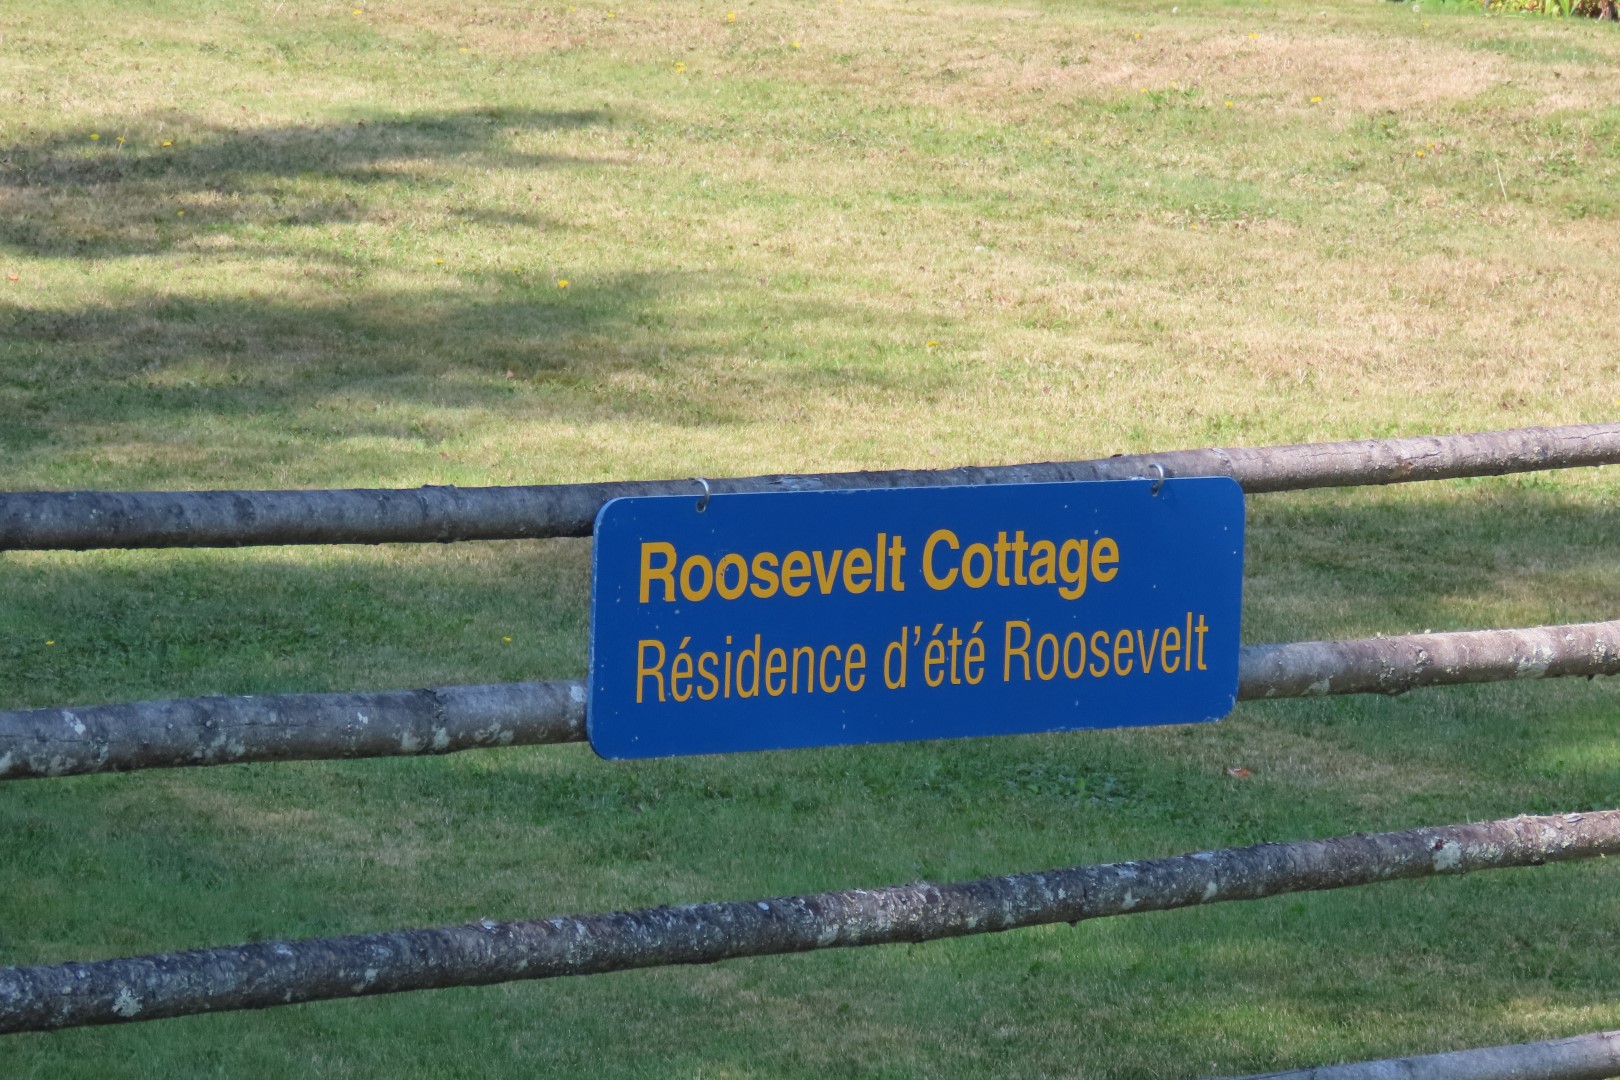 Roosevelt Cottage
Résidence d'été Roosevelt